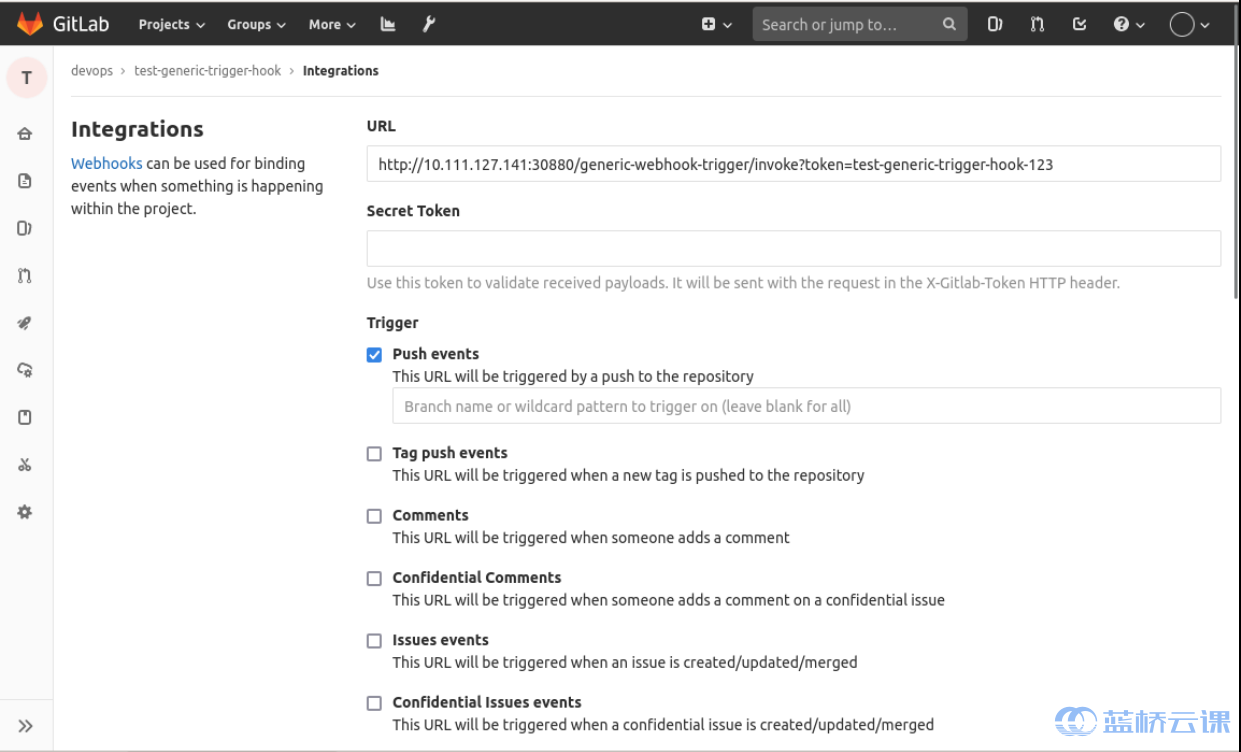 GitLab Projects Groups More Search or jump to...
T
devops › test-generic-trigger-hook › Integrations
Integrations
Webhooks can be used for binding
events when something is happening
within the project.
URL
http://10.111.127.141:30880/generic-webhook-trigger/invoke?token=test-generic-trigger-hook-123
Secret Token
Use this token to validate received payloads. It will be sent with the request in the X-Gitlab-Token HTTP header.
Trigger
Push events
This URL will be triggered by a push to the repository
Branch name or wildcard pattern to trigger on (leave blank for all)
Tag push events
This URL will be triggered when a new tag is pushed to the repository
Comments
This URL will be triggered when someone adds a comment
Confidential Comments
This URL will be triggered when someone adds a comment on a confidential issue
Issues events
This URL will be triggered when an issue is created/updated/merged
Confidential Issues events
This URL will be triggered when a confidential issue is created/updated/merged
蓝桥云课